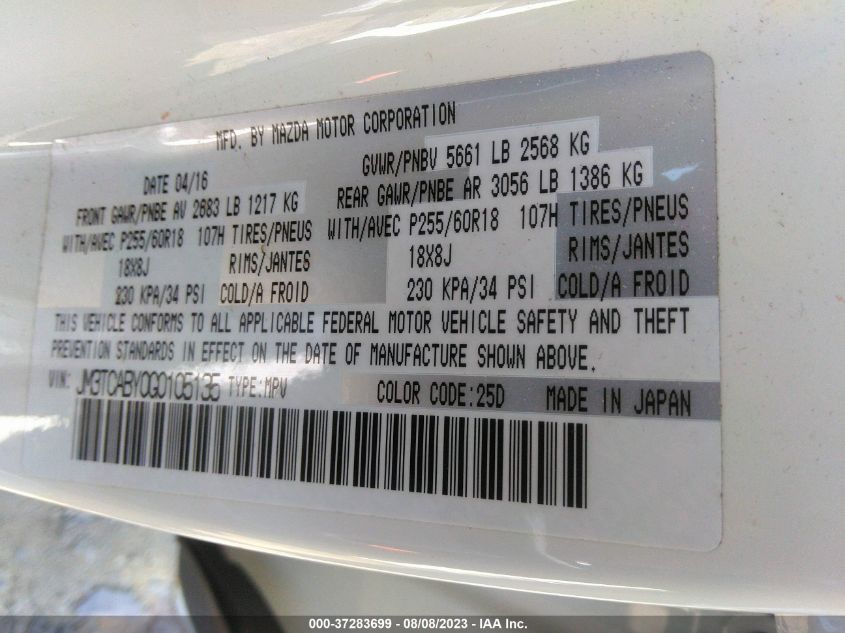 MFD. BY MAZDA MOTOR CORPORATION
DATE 04/16 GVWR/PNBV 5661 LB 2568 KG
FRONT GAWR/PNBE AV 2683 LB 1217 KG REAR GAWR/PNBE AR 3056 LB 1386 KG
WITH/AVEC P255/60R18 107H TIRES/PNEUS WITH/AVEC P255/60R18 107H TIRES/PNEUS
18X8J RIMS/JANTES 18X8J RIMS/JANTES
230 KPA/34 PSI COLD/A FROID 230 KPA/34 PSI COLD/A FROID
THIS VEHICLE CONFORMS TO ALL APPLICABLE FEDERAL MOTOR VEHICLE SAFETY AND THEFT
PREVENTION STANDARDS IN EFFECT ON THE DATE OF MANUFACTURE SHOWN ABOVE.
VIN: JM3TCABY0G0105135 TYPE:MPV COLOR CODE:25D MADE IN JAPAN
000-37283699 - 08/08/2023 - IAA Inc.